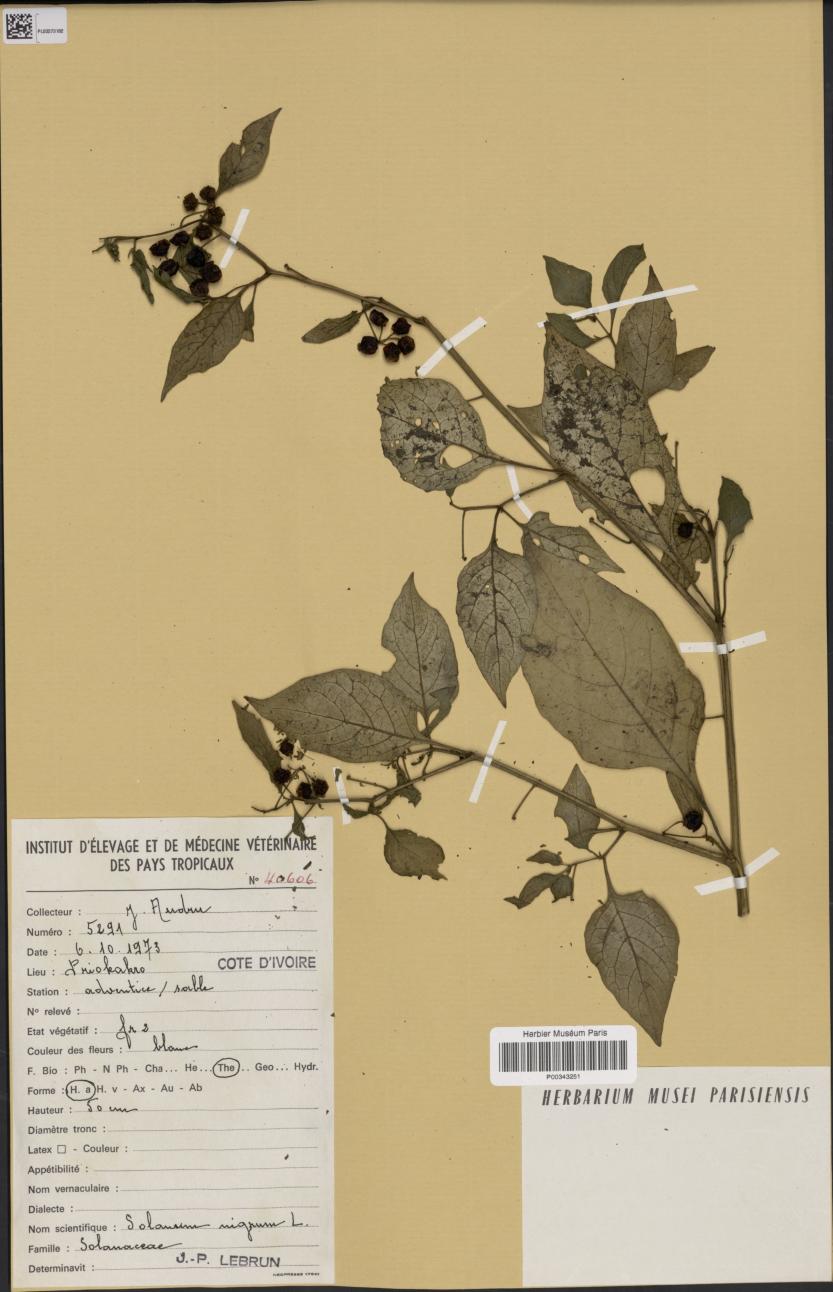 INSTITUT D'ÉLEVAGE ET DE MÉDECINE VÉTÉRINAIRE
DES PAYS TROPICAUX
N° 40606
Collecteur : J. Audru
Numéro : 5291
Date : 6.10.1973
Lieu : Priokakro COTE D'IVOIRE
Station : adventice / sable
N° relevé :
Etat végétatif : fr 2
Couleur des fleurs : blanc
F. Bio : Ph - N Ph - Cha... He... The .. Geo... Hydr.
Forme : H. a H. v - Ax - Au - Ab
Hauteur : 50 cm
Diamètre tronc :
Latex □ - Couleur :
Appétibilité :
Nom vernaculaire :
Dialecte :
Nom scientifique : Solanum nigrum L.
Famille : Solanaceae
Determinavit : J.-P. LEBRUN
Herbier Muséum Paris
P00343251
HERBARIUM MUSEI PARISIENSIS